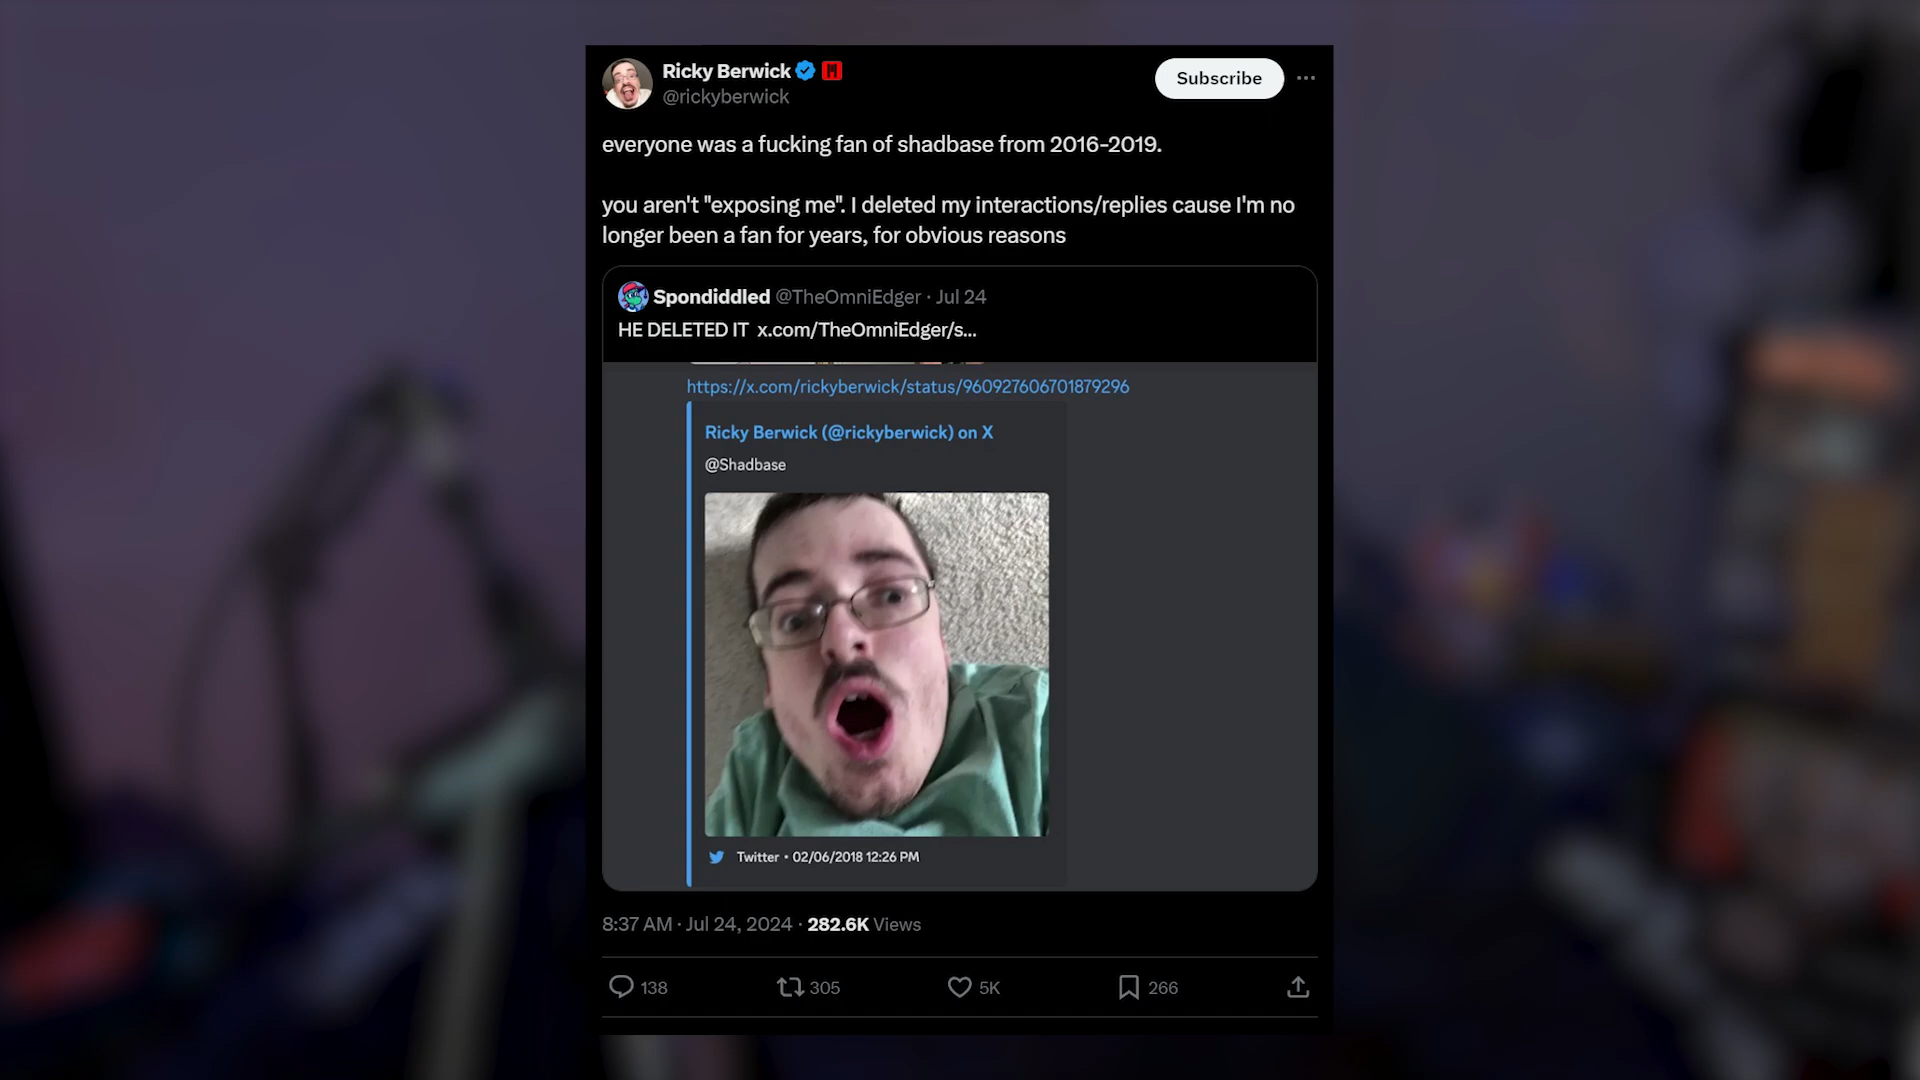 Ricky Berwick
@rickyberwick
Subscribe
everyone was a fucking fan of shadbase from 2016-2019.
you aren't "exposing me". I deleted my interactions/replies cause I'm no
longer been a fan for years, for obvious reasons
Spondiddled @TheOmniEdger · Jul 24
HE DELETED IT x.com/TheOmniEdger/s...
https://x.com/rickyberwick/status/960927606701879296
Ricky Berwick (@rickyberwick) on X
@Shadbase
Twitter • 02/06/2018 12:26 PM
8:37 AM · Jul 24, 2024 · 282.6K Views
138 305 5K 266